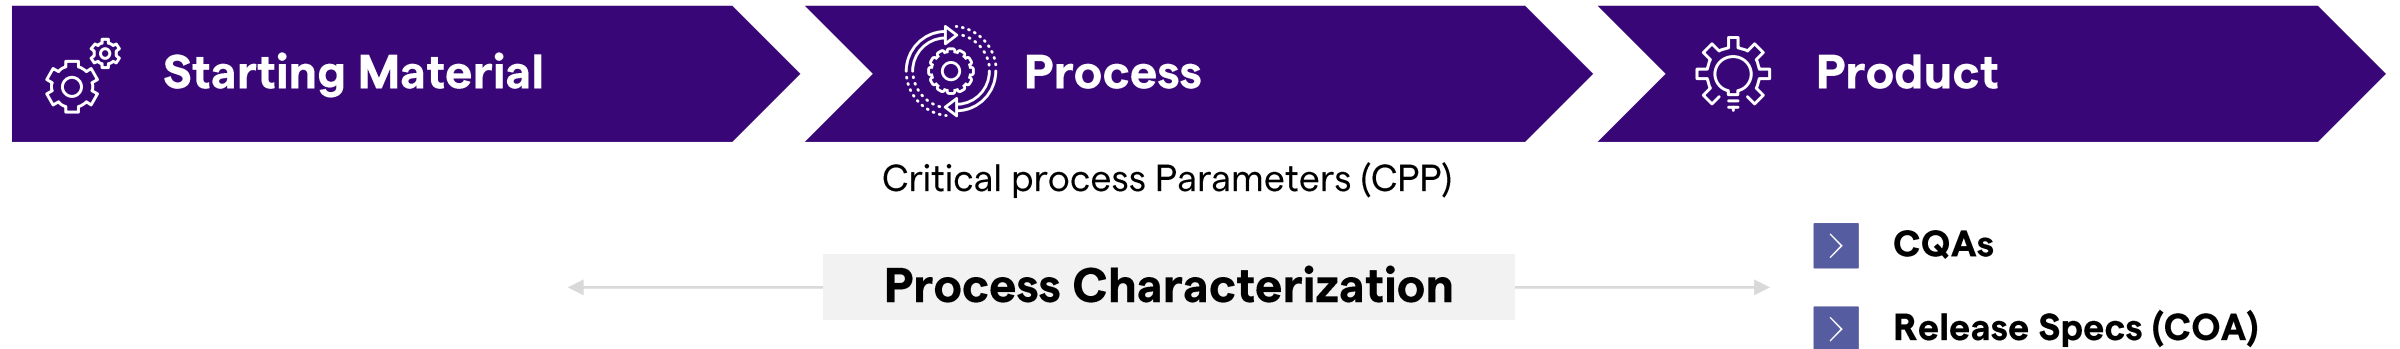 Starting Material
Process
Product
Critical process Parameters (CPP)
Process Characterization
CQAs
Release Specs (COA)